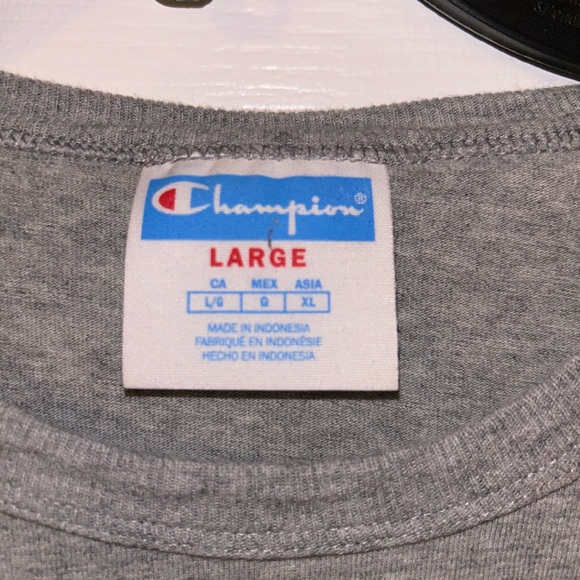 Champion®
LARGE
CA MEX ASIA
L/G G XL
MADE IN INDONESIA
FABRIQUÉ EN INDONÉSIE
HECHO EN INDONESIA